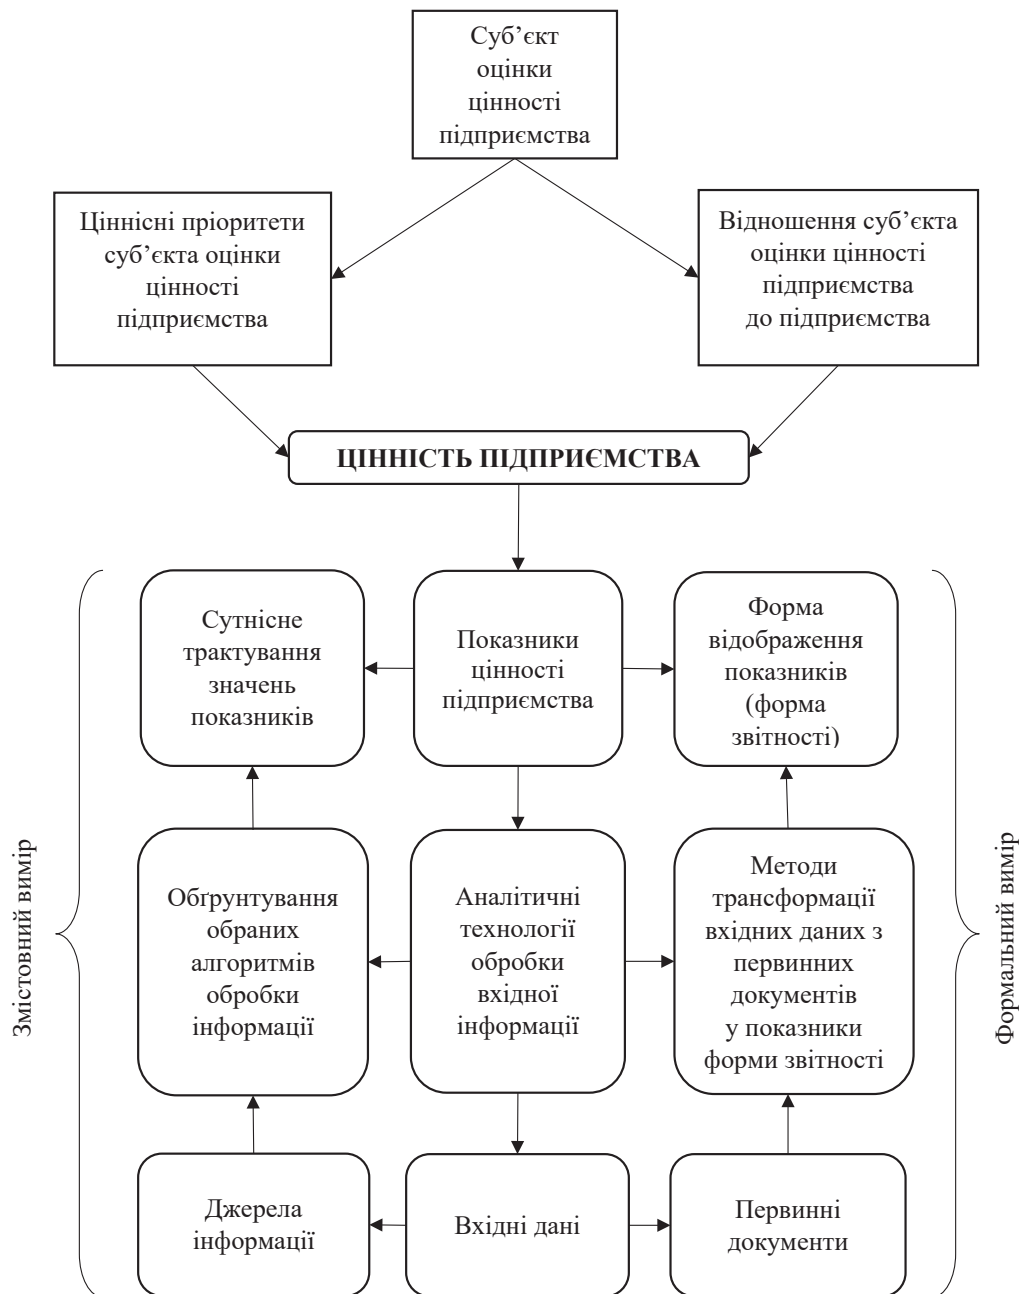 Суб’єкт
оцінки
цінності
підприємства
Ціннісні пріоритети
суб’єкта оцінки
цінності
підприємства
Відношення суб’єкта
оцінки цінності
підприємства
до підприємства
ЦІННІСТЬ ПІДПРИЄМСТВА
Сутнісне
трактування
значень
показників
Показники
цінності
підприємства
Форма
відображення
показників
(форма
звітності)
Змістовний вимір
Обґрунтування
обраних
алгоритмів
обробки
інформації
Аналітичні
технології
обробки
вхідної
інформації
Методи
трансформації
вхідних даних з
первинних
документів
у показники
форми звітності
Формальний вимір
Джерела
інформації
Вхідні дані
Первинні
документи